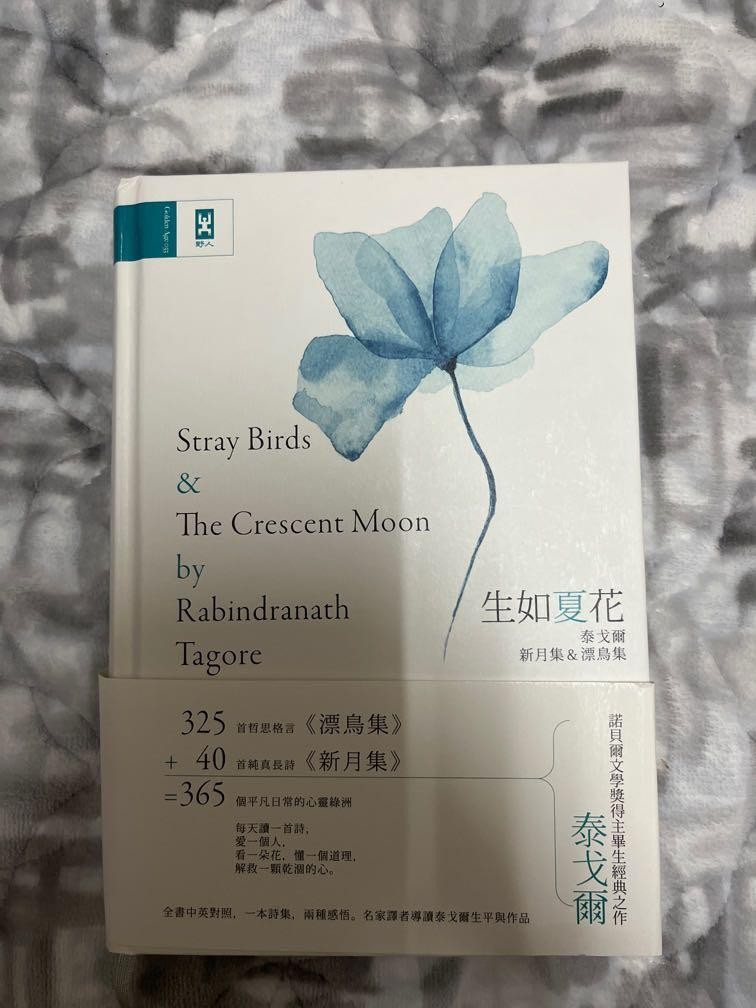 Golden Age 33
野人
Stray Birds
&
The Crescent Moon
by
Rabindranath
Tagore
生如夏花
泰戈爾
新月集&漂鳥集
325 首哲思格言《漂鳥集》
+ 40 首純真長詩《新月集》
=365 個平凡日常的心靈綠洲
每天讀一首詩,
愛一個人,
看一朵花,懂一個道理,
解救一顆乾涸的心。
諾貝爾文學獎得主畢生經典之作
泰戈爾
全書中英對照,一本詩集,兩種感悟。名家譯者導讀泰戈爾生平與作品